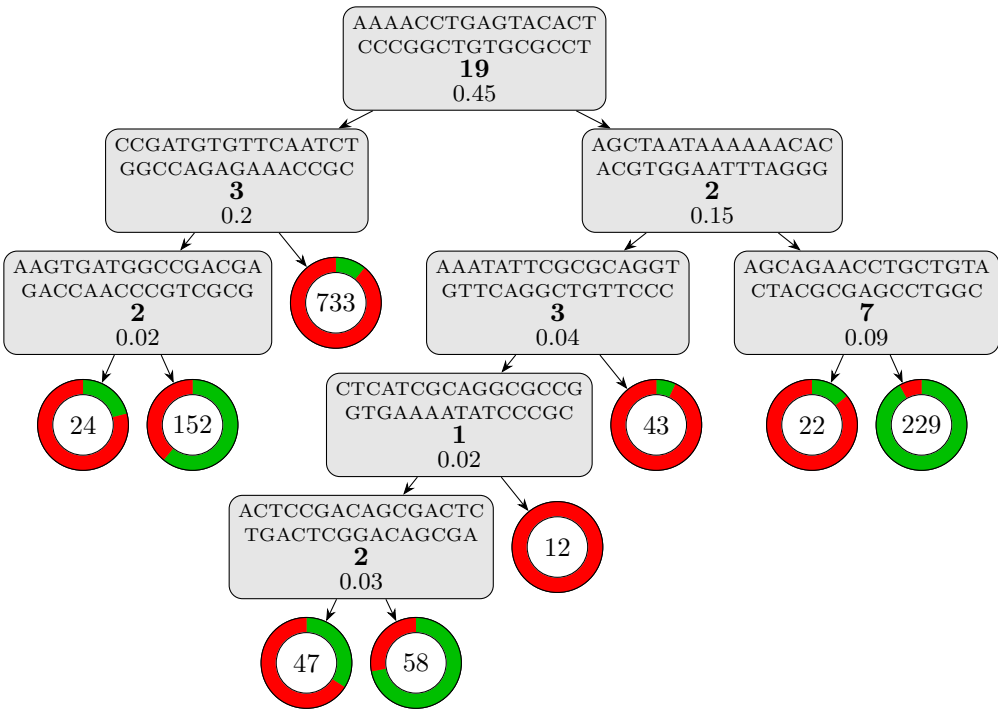 AAAACCTGAGTACACT
CCCGGCTGTGCGCCT
19
0.45
CCGATGTGTTCAATCT
GGCCAGAGAAACCGC
3
0.2
AGCTAATAAAAAACAC
ACGTGGAATTTAGGG
2
0.15
AAGTGATGGCCGACGA
GACCAACCCGTCGCG
2
0.02
733
AAATATTCGCGCAGGT
GTTCAGGCTGTTCCC
3
0.04
AGCAGAACCTGCTGTA
CTACGCGAGCCTGGC
7
0.09
24
152
CTCATCGCAGGCGCCG
GTGAAAATATCCCGC
1
0.02
43
22
229
ACTCCGACAGCGACTC
TGACTCGGACAGCGA
2
0.03
12
47
58